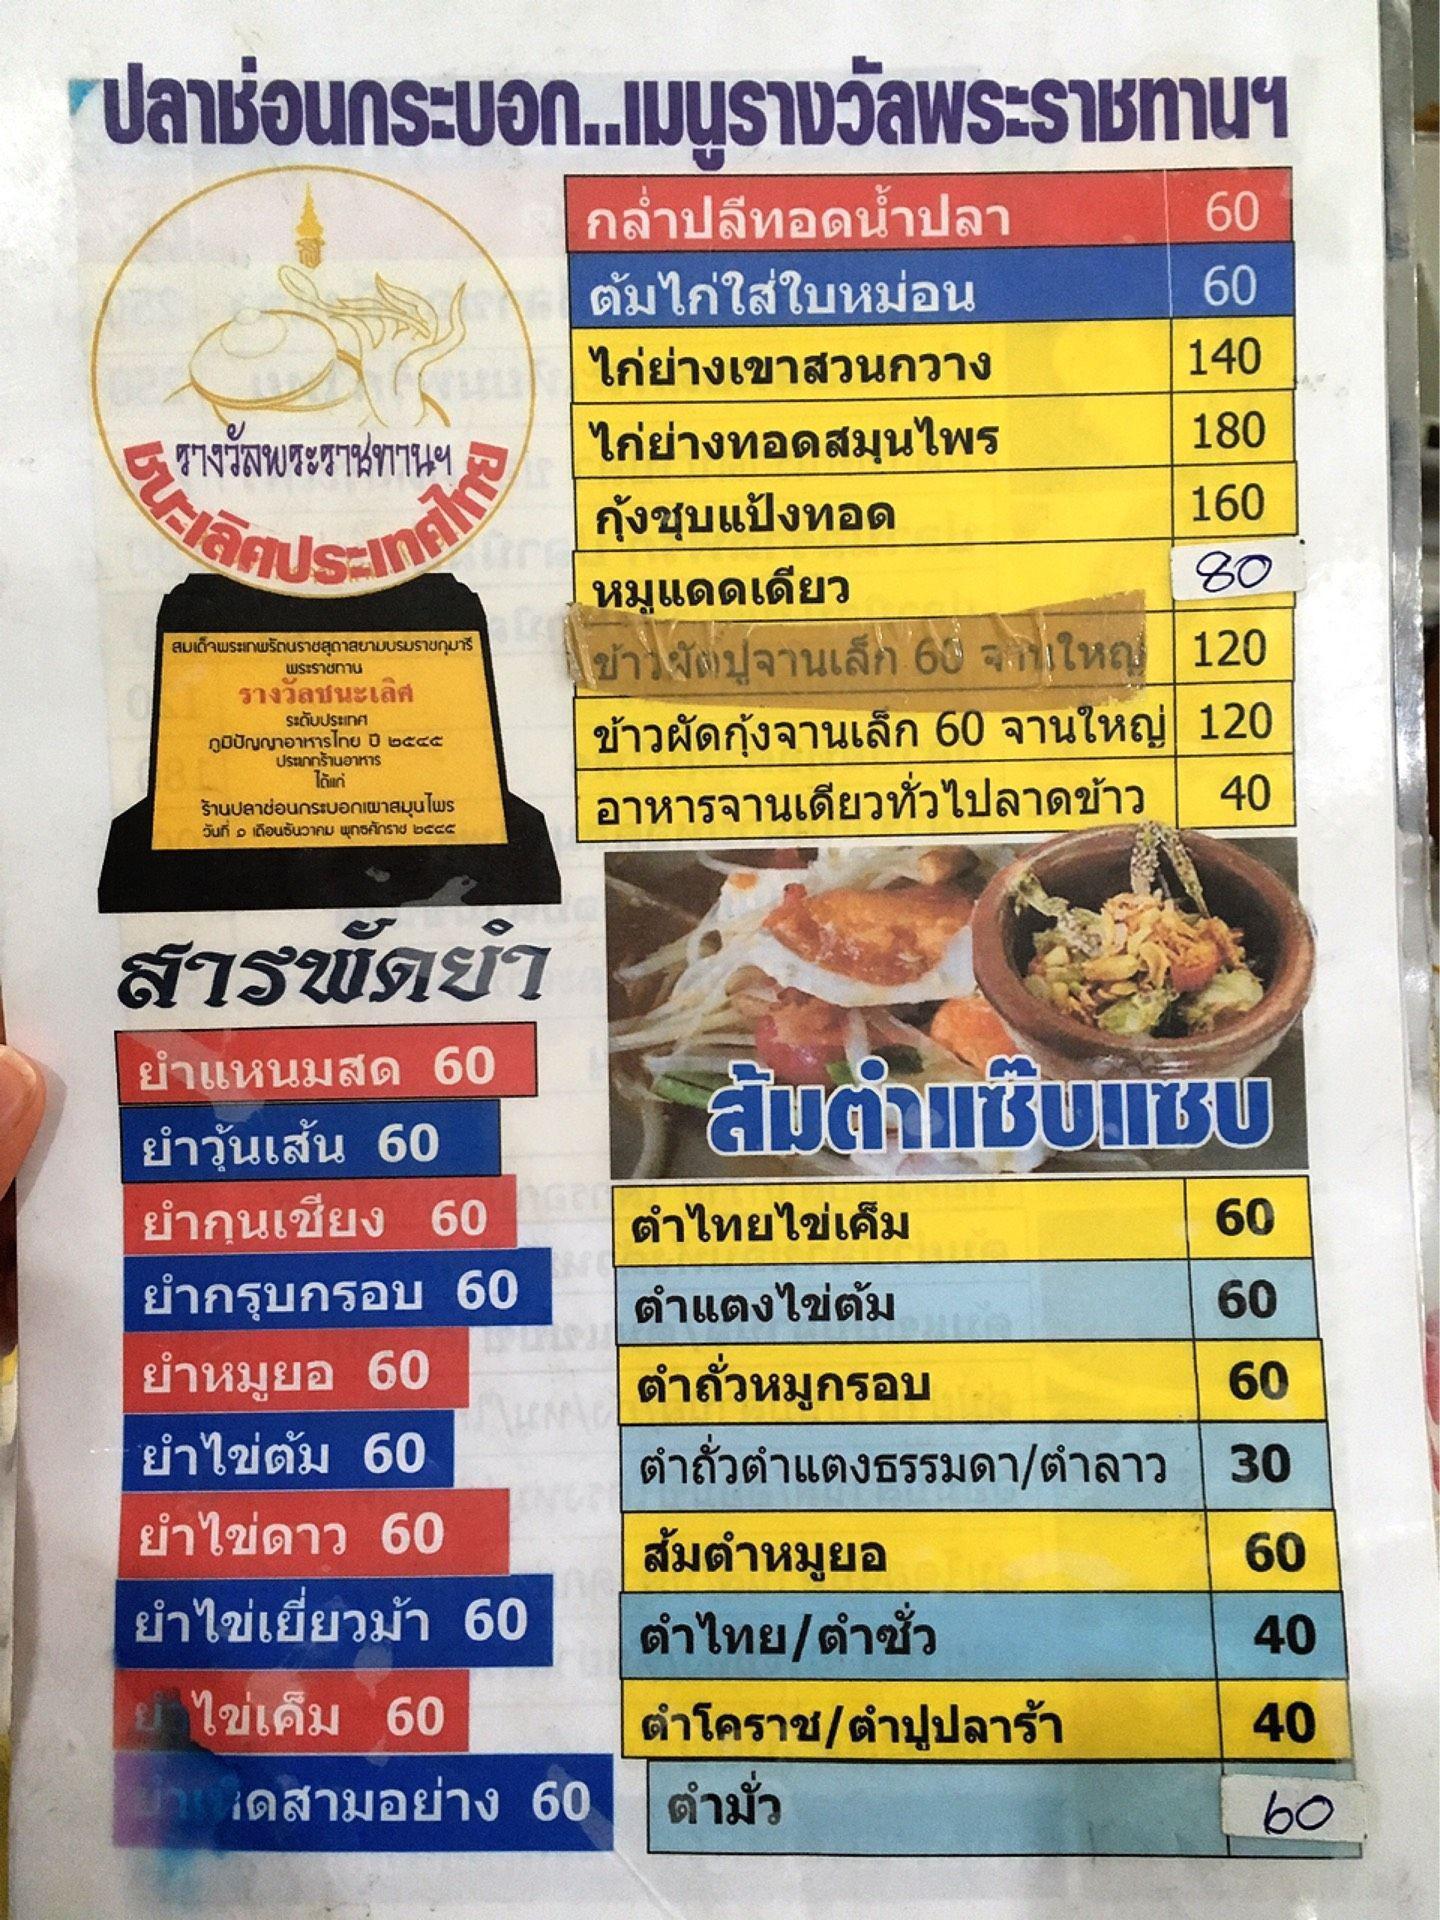 ปลาช่อนกระบอก..เมนูรางวัลพระราชทานฯ
รางวัลพระราชทานฯ
ชนะเลิศประเทศไทย
สมเด็จพระเทพรัตนราชสุดาสยามบรมราชกุมารี
พระราชทาน
รางวัลชนะเลิศ
ระดับประเทศ
ภูมิปัญญาอาหารไทย ปี ๒๕๔๕
ประเภทร้านอาหาร
ได้แก่
ร้านปลาช่อนกระบอกเผาสมุนไพร
วันที่ ๑ เดือนธันวาคม พุทธศักราช ๒๕๔๕
กล่ำปลีทอดน้ำปลา 60
ต้มไก่ใส่ใบหม่อน 60
ไก่ย่างเขาสวนกวาง 140
ไก่ย่างทอดสมุนไพร 180
กุ้งชุบแป้งทอด 160
หมูแดดเดียว 80
ข้าวผัดปูจานเล็ก 60 จานใหญ่ 120
ข้าวผัดกุ้งจานเล็ก 60 จานใหญ่ 120
อาหารจานเดียวทั่วไปลาดข้าว 40
สารพัดยำ
ยำแหนมสด 60
ยำวุ้นเส้น 60
ยำกุนเชียง 60
ยำกรุบกรอบ 60
ยำหมูยอ 60
ยำไข่ต้ม 60
ยำไข่ดาว 60
ยำไข่เยี่ยวม้า 60
ยำไข่เค็ม 60
ยำเห็ดสามอย่าง 60
ส้มตำแซ๊บแซบ
ตำไทยไข่เค็ม 60
ตำแตงไข่ต้ม 60
ตำถั่วหมูกรอบ 60
ตำถั่วตำแตงธรรมดา/ตำลาว 30
ส้มตำหมูยอ 60
ตำไทย/ตำซั่ว 40
ตำโคราช/ตำปูปลาร้า 40
ตำมั่ว 60